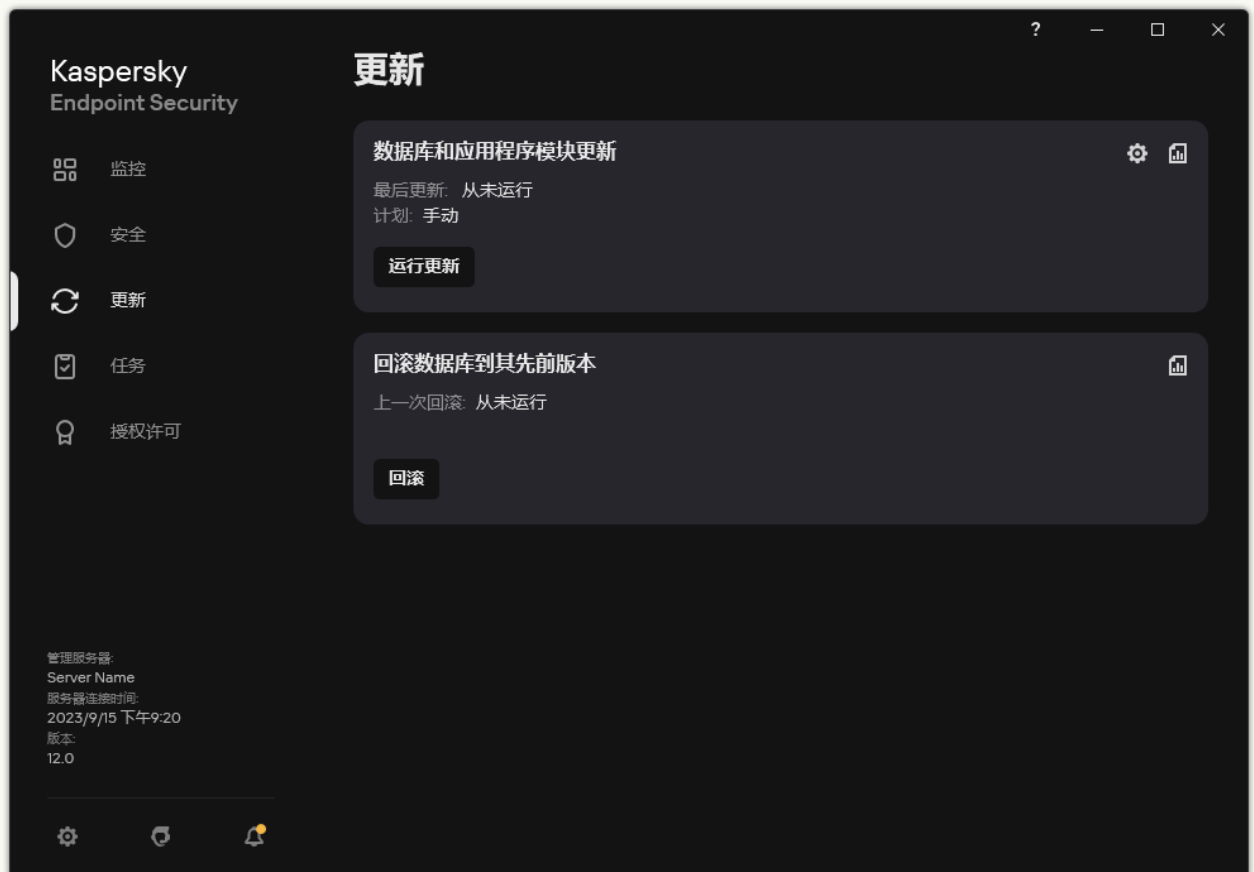 ?
Kaspersky
Endpoint Security
监控
安全
更新
任务
授权许可
管理服务器:
Server Name
服务器连接时间:
2023/9/15 下午9:20
版本:
12.0
更新
数据库和应用程序模块更新
最后更新: 从未运行
计划: 手动
运行更新
回滚数据库到其先前版本
上一次回滚: 从未运行
回滚